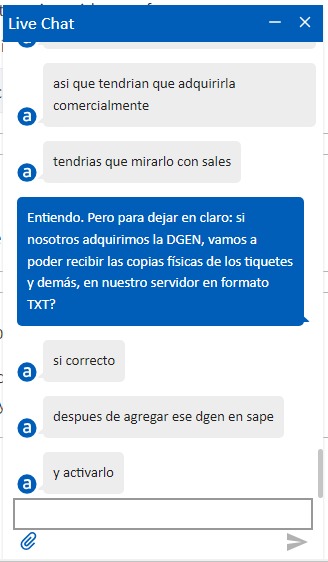 Live Chat
asi que tendrian que adquirirla
comercialmente
a
tendrias que mirarlo con sales
a
Entiendo. Pero para dejar en claro: si
nosotros adquirimos la DGEN, vamos a
poder recibir las copias físicas de los tiquetes
y demás, en nuestro servidor en formato
TXT?
si correcto
a
despues de agregar ese dgen en sape
a
y activarlo
a